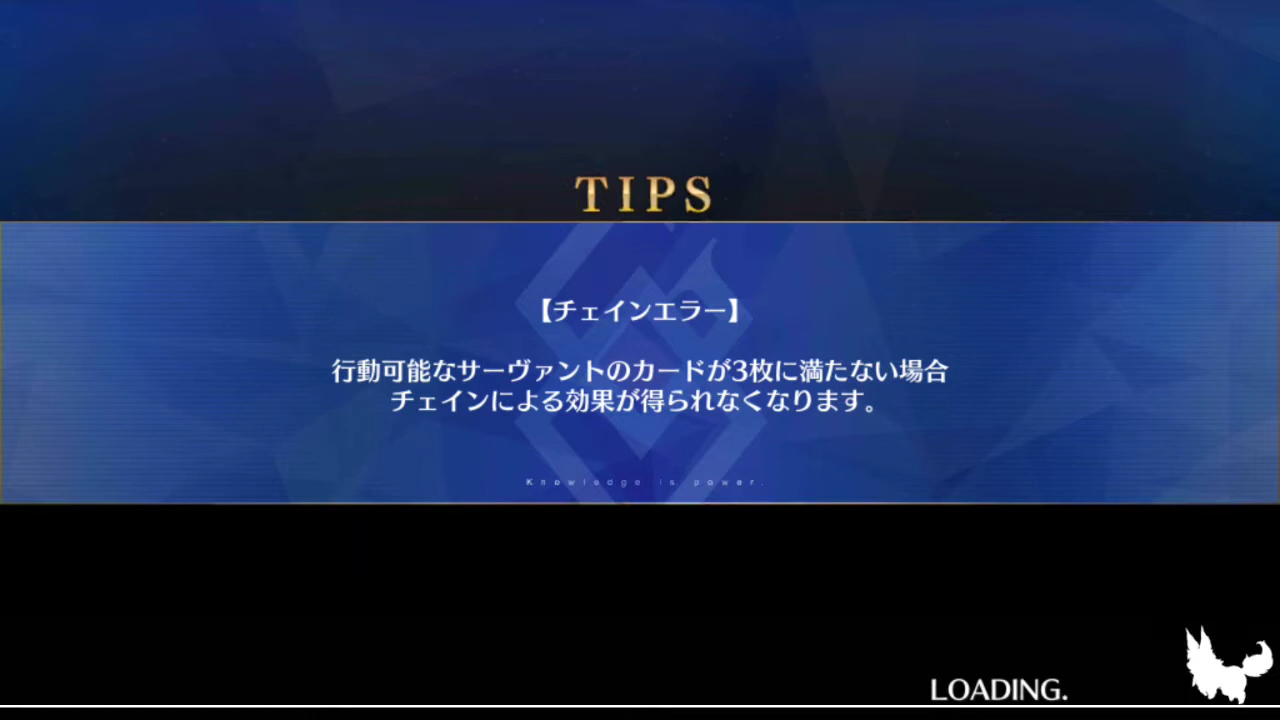 TIPS
【チェインエラー】
行動可能なサーヴァントのカードが3枚に満たない場合
チェインによる効果が得られなくなります。
Knowledge is power.
LOADING.